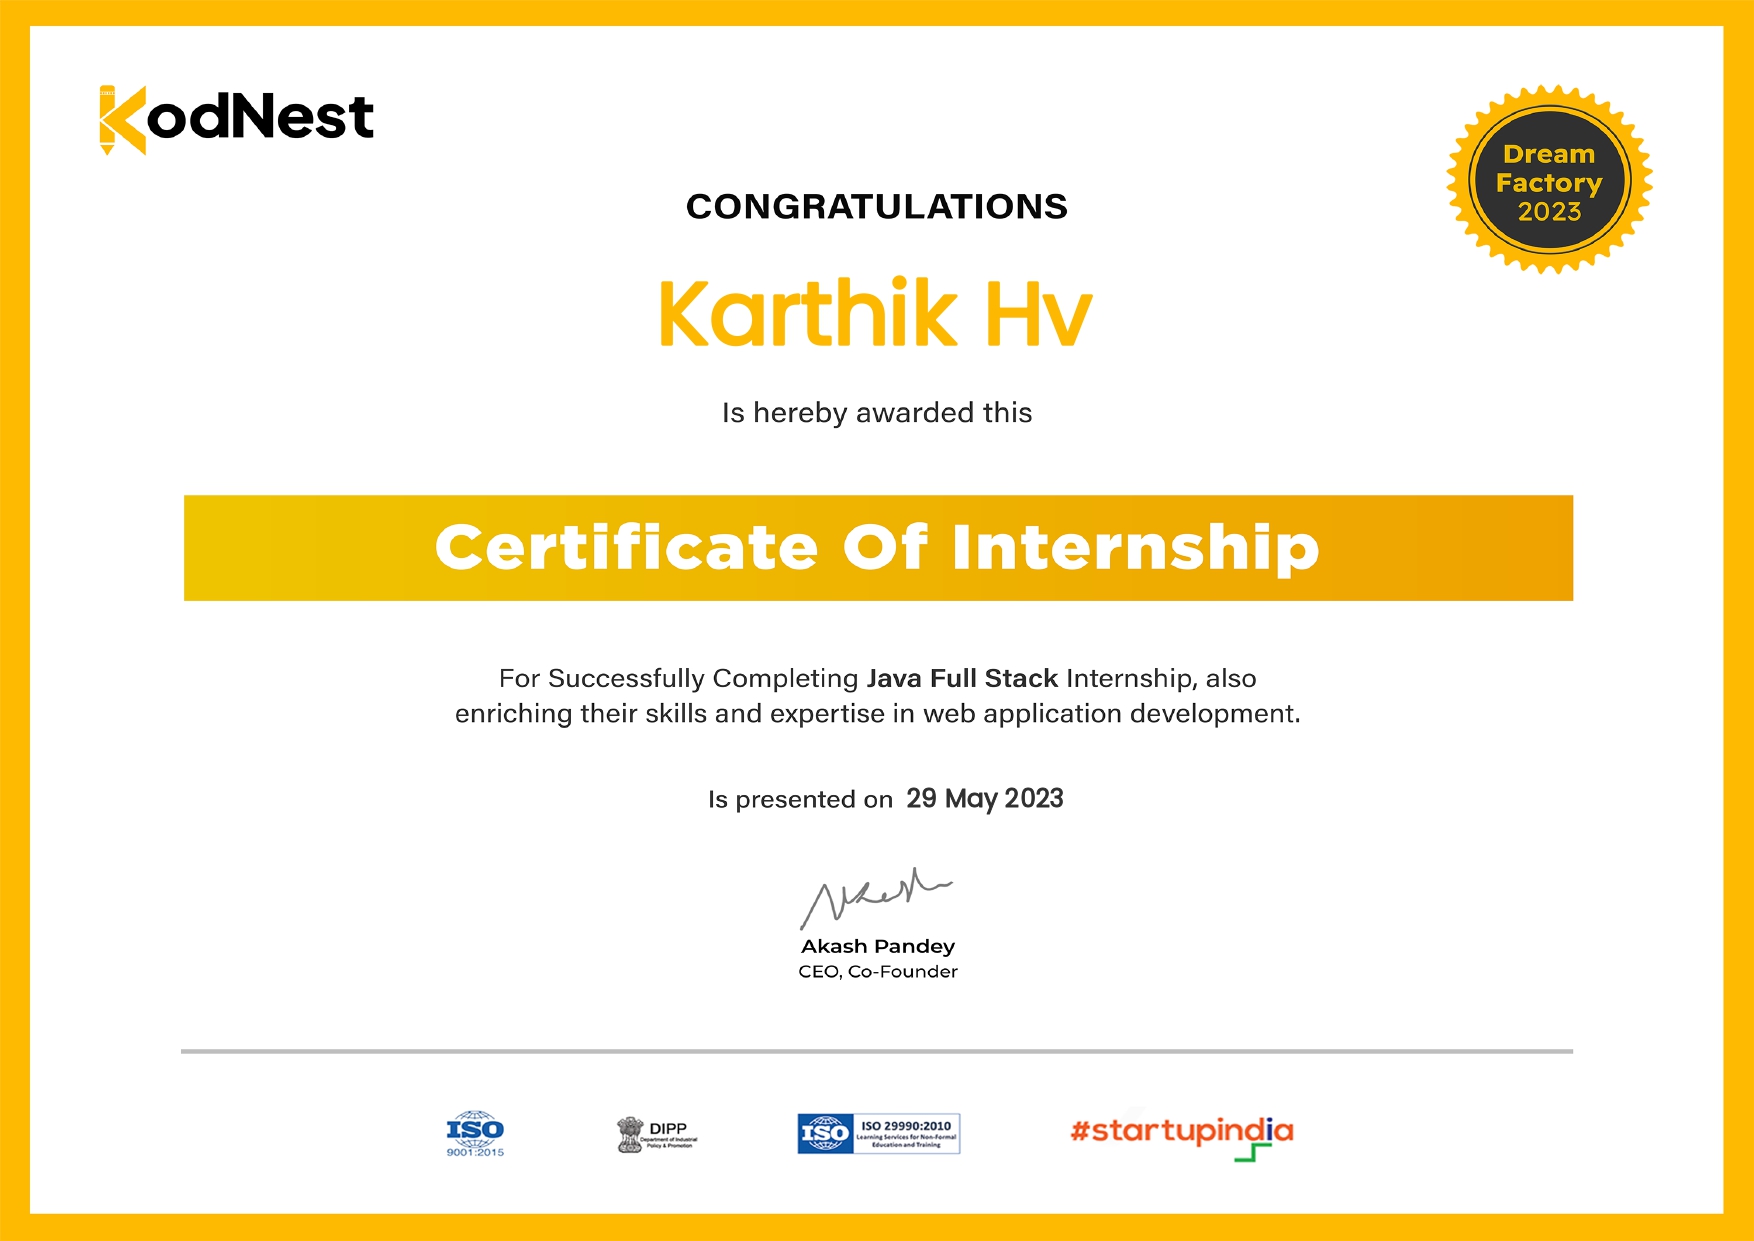 KodNest
Dream
Factory
2023
CONGRATULATIONS
Karthik Hv
Is hereby awarded this
Certificate Of Internship
For Successfully Completing Java Full Stack Internship, also
enriching their skills and expertise in web application development.
Is presented on 29 May 2023
Akash Pandey
CEO, Co-Founder
ISO
9001:2015
DIPP
Department of Industrial
Policy & Promotion
ISO
ISO 29990:2010
Learning Services for Non-Formal
Education and Training
#startupindia